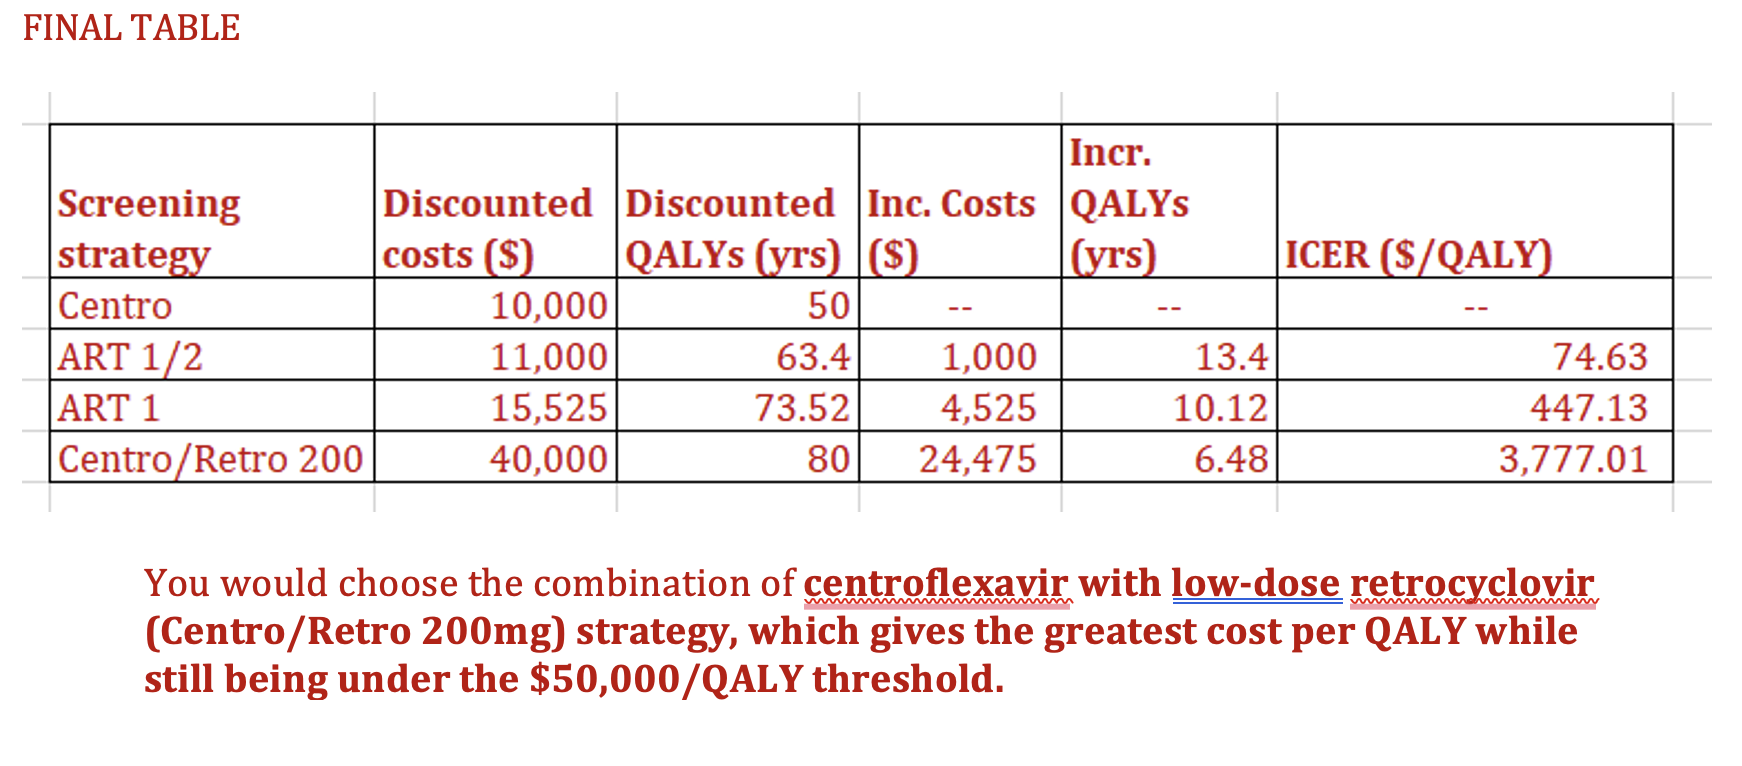 FINAL TABLE
Screening strategy Discounted costs ($) Discounted QALYs (yrs) Inc. Costs ($) Incr. QALYs (yrs) ICER ($/QALY)
Centro 10,000 50 -- -- --
ART 1/2 11,000 63.4 1,000 13.4 74.63
ART 1 15,525 73.52 4,525 10.12 447.13
Centro/Retro 200 40,000 80 24,475 6.48 3,777.01
You would choose the combination of centroflexavir with low-dose retrocyclovir
(Centro/Retro 200mg) strategy, which gives the greatest cost per QALY while
still being under the $50,000/QALY threshold.